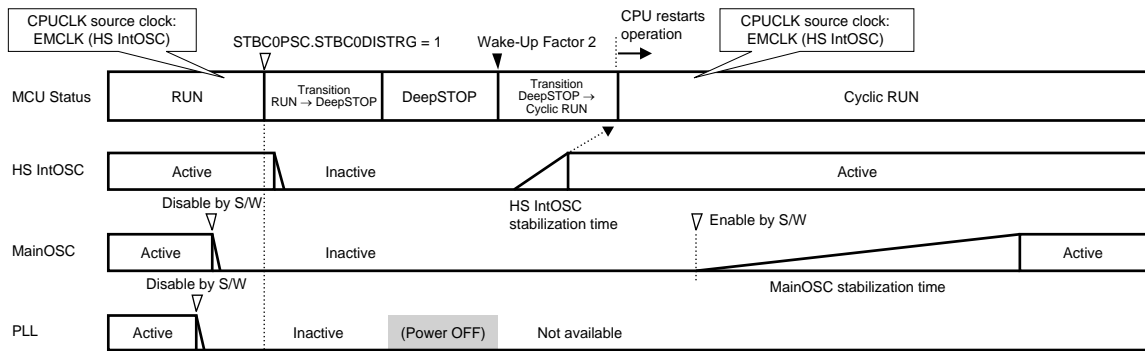 CPUCLK source clock:
EMCLK (HS IntOSC)
STBC0PSC.STBC0DISTRG = 1
Wake-Up Factor 2
CPU restarts
operation
CPUCLK source clock:
EMCLK (HS IntOSC)
MCU Status
RUN
Transition
RUN → DeepSTOP
DeepSTOP
Transition
DeepSTOP →
Cyclic RUN
Cyclic RUN
HS IntOSC
Active
Inactive
Active
HS IntOSC
stabilization time
Disable by S/W
Enable by S/W
MainOSC
Active
Inactive
Active
MainOSC stabilization time
Disable by S/W
PLL
Active
Inactive
(Power OFF)
Not available